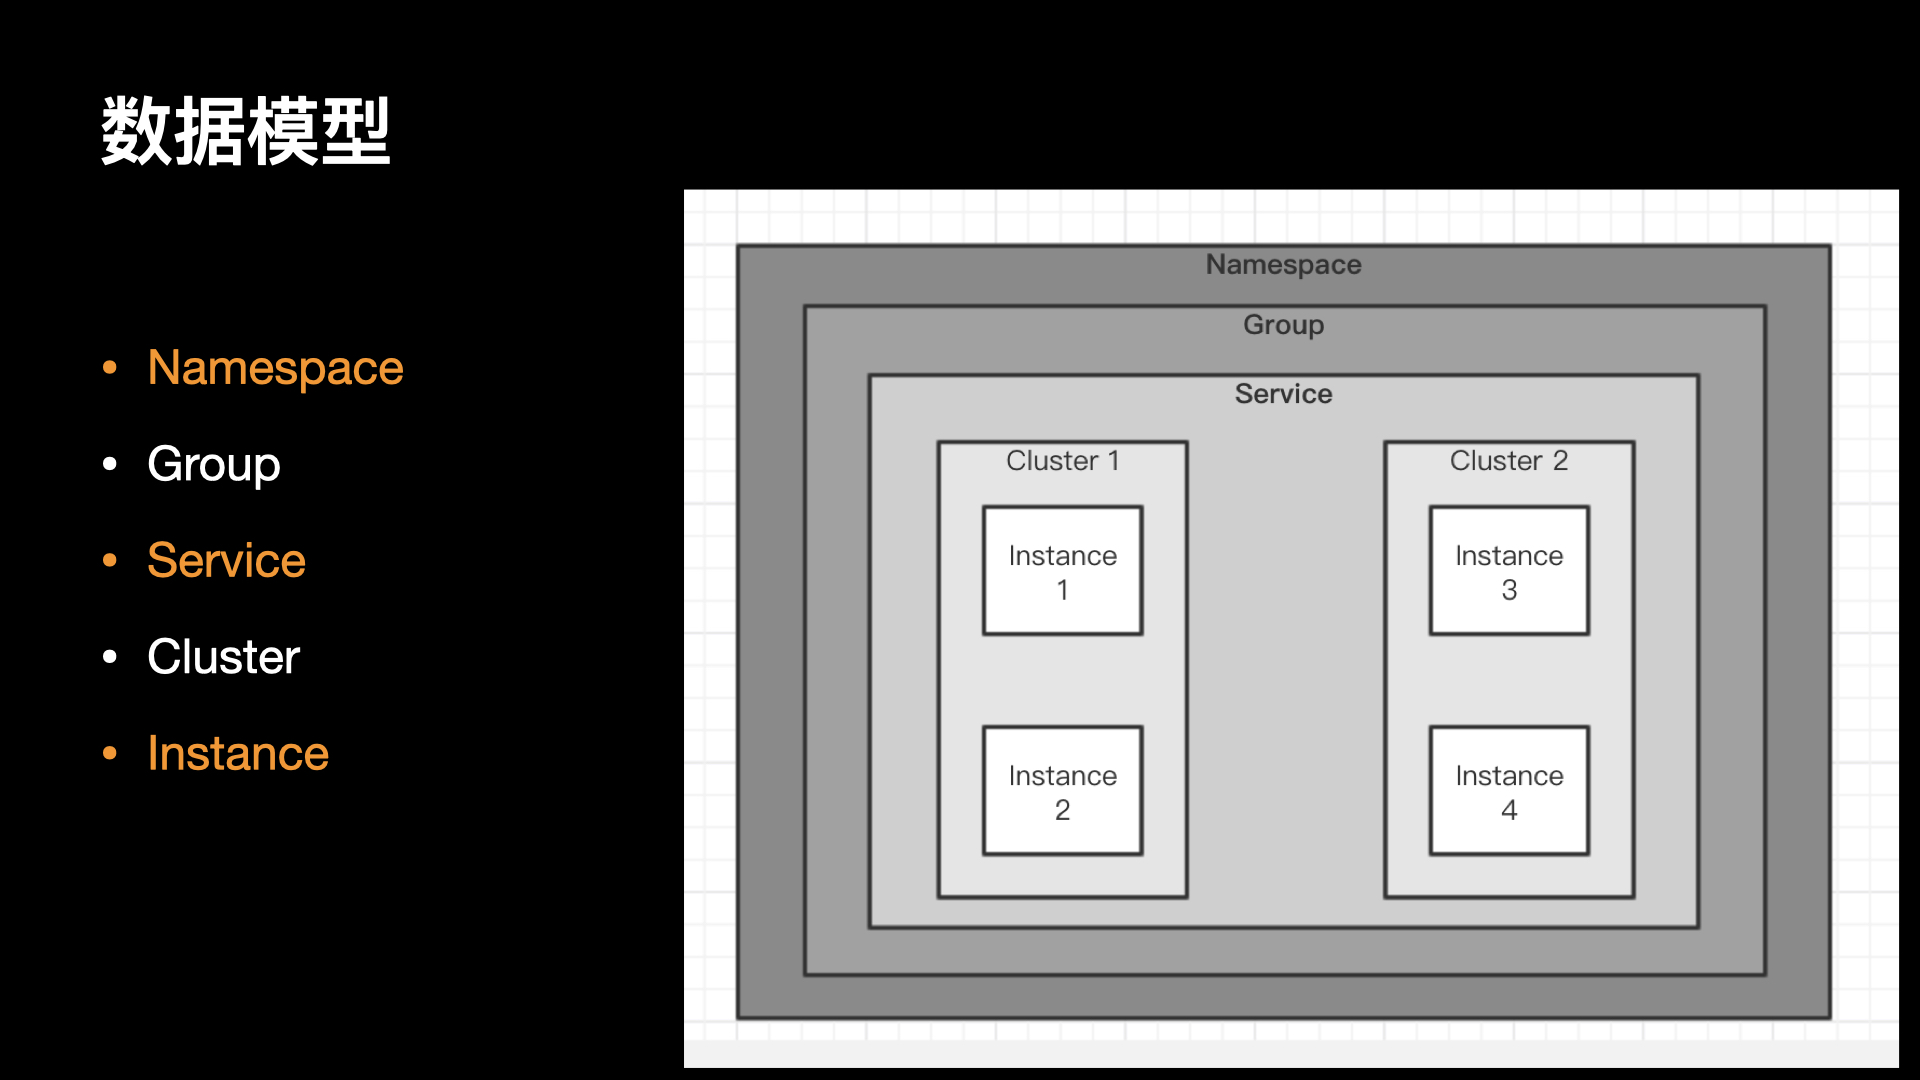 数据模型
• Namespace
• Group
• Service
• Cluster
• Instance
Namespace
Group
Service
Cluster 1
Instance
1
Instance
2
Cluster 2
Instance
3
Instance
4